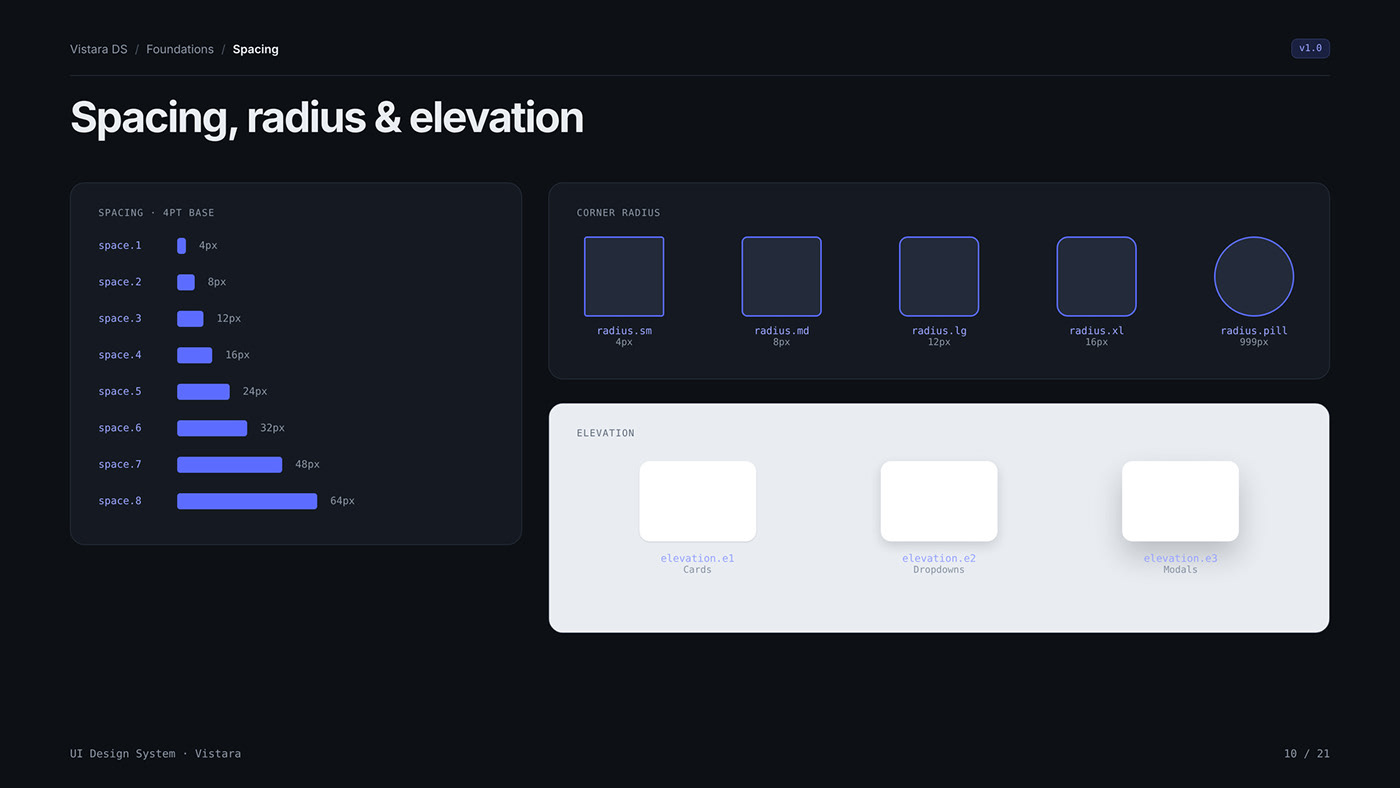 Vistara DS / Foundations / Spacing
v1.0
Spacing, radius & elevation
SPACING · 4PT BASE
space.1 4px
space.2 8px
space.3 12px
space.4 16px
space.5 24px
space.6 32px
space.7 48px
space.8 64px
CORNER RADIUS
radius.sm radius.md radius.lg radius.xl radius.pill
4px 8px 12px 16px 999px
ELEVATION
elevation.e1 elevation.e2 elevation.e3
Cards Dropdowns Modals
UI Design System · Vistara
10 / 21